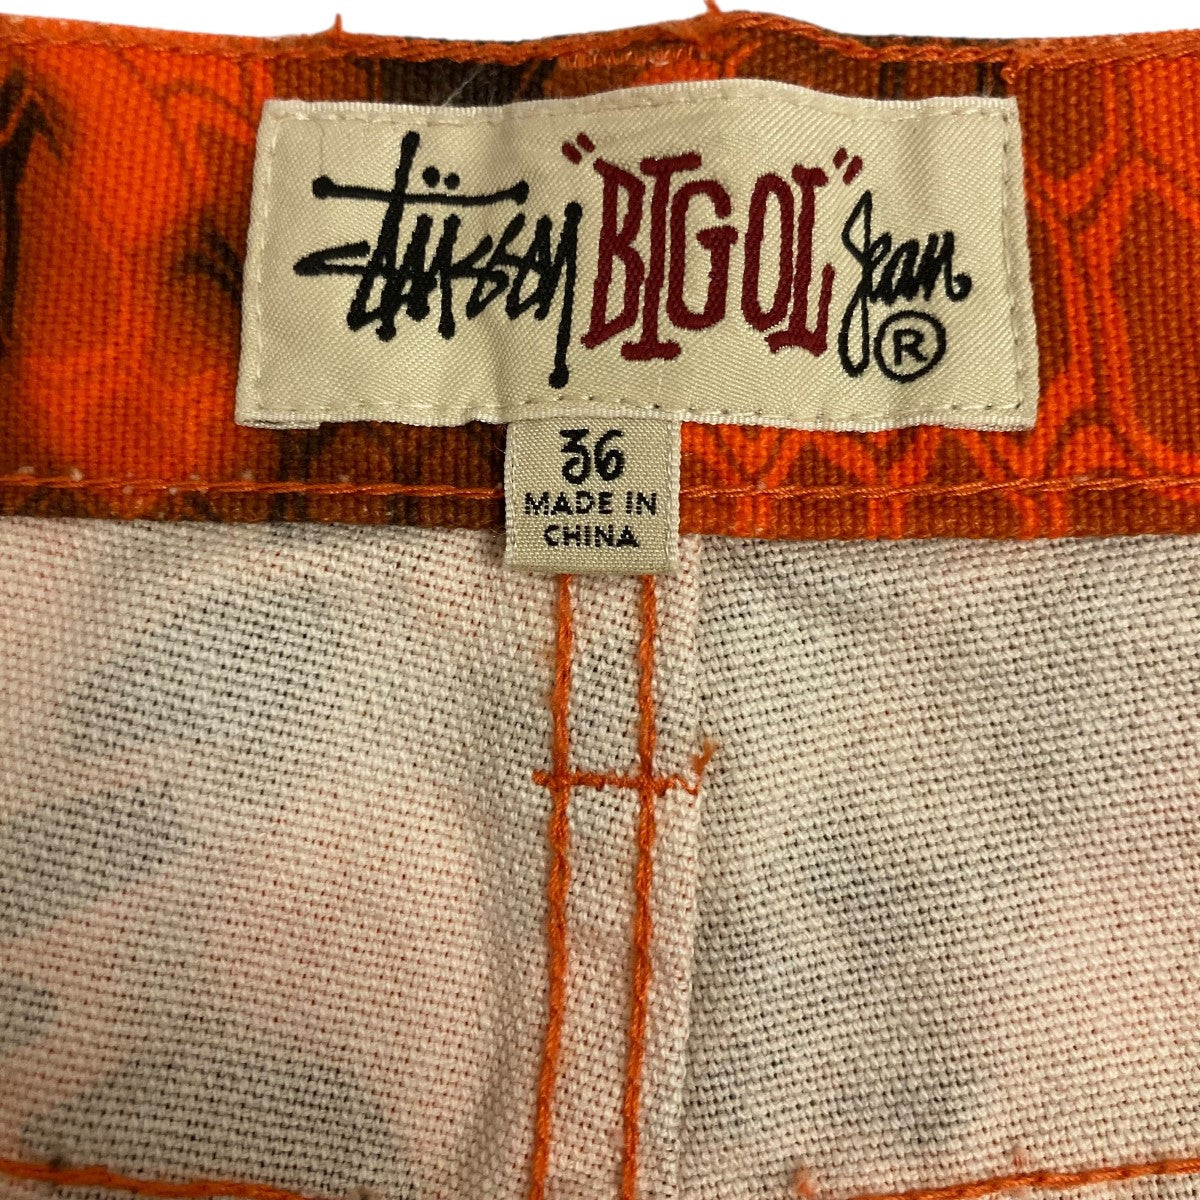 Stüssy "BIG OL" Jean ®
36
MADE IN
CHINA